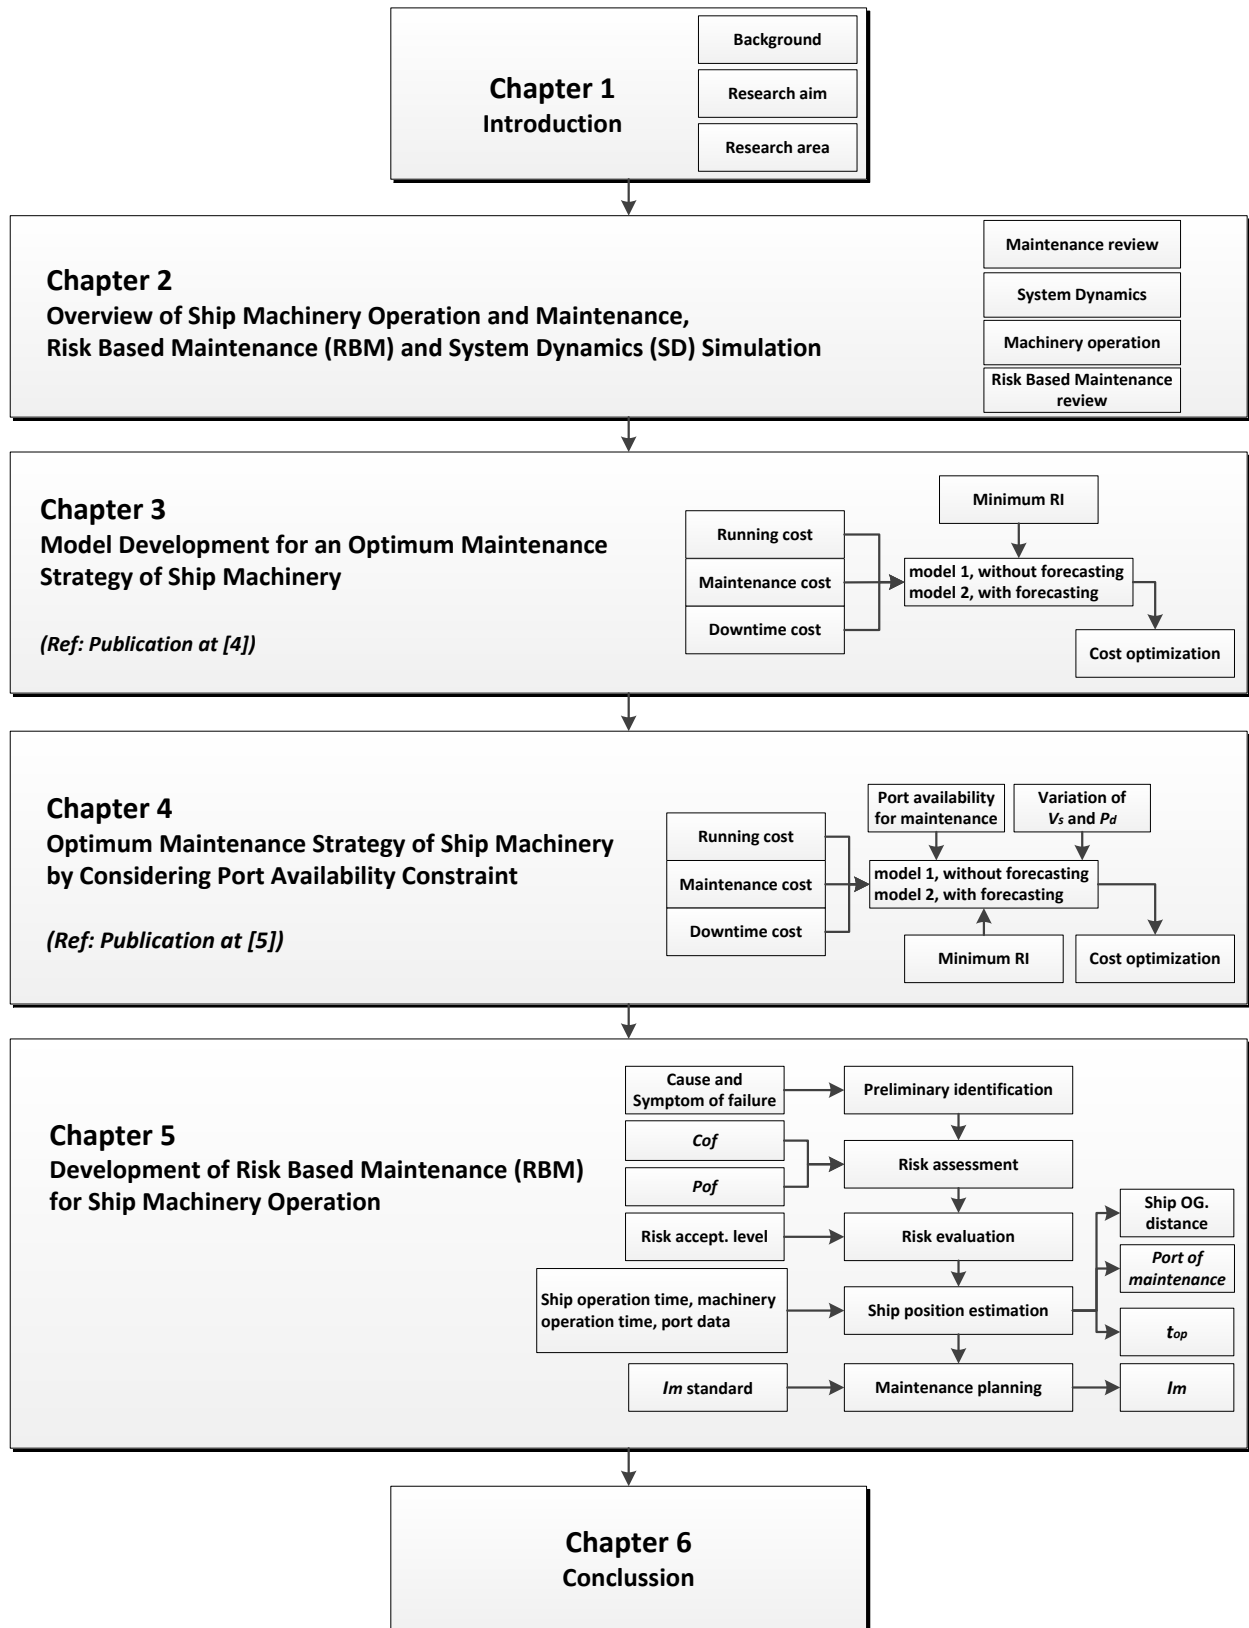 Chapter 1
Introduction
Background
Research aim
Research area
Chapter 2
Overview of Ship Machinery Operation and Maintenance,
Risk Based Maintenance (RBM) and System Dynamics (SD) Simulation
Maintenance review
System Dynamics
Machinery operation
Risk Based Maintenance
review
Chapter 3
Model Development for an Optimum Maintenance
Strategy of Ship Machinery
(Ref: Publication at [4])
Running cost
Maintenance cost
Downtime cost
Minimum RI
model 1, without forecasting
model 2, with forecasting
Cost optimization
Chapter 4
Optimum Maintenance Strategy of Ship Machinery
by Considering Port Availability Constraint
(Ref: Publication at [5])
Running cost
Maintenance cost
Downtime cost
Port availability
for maintenance
Variation of
Vs and Pd
model 1, without forecasting
model 2, with forecasting
Minimum RI
Cost optimization
Chapter 5
Development of Risk Based Maintenance (RBM)
for Ship Machinery Operation
Cause and
Symptom of failure
Preliminary identification
Cof
Pof
Risk assessment
Risk accept. level
Risk evaluation
Ship operation time, machinery
operation time, port data
Ship position estimation
Ship OG.
distance
Port of
maintenance
top
Im standard
Maintenance planning
Im
Chapter 6
Conclussion